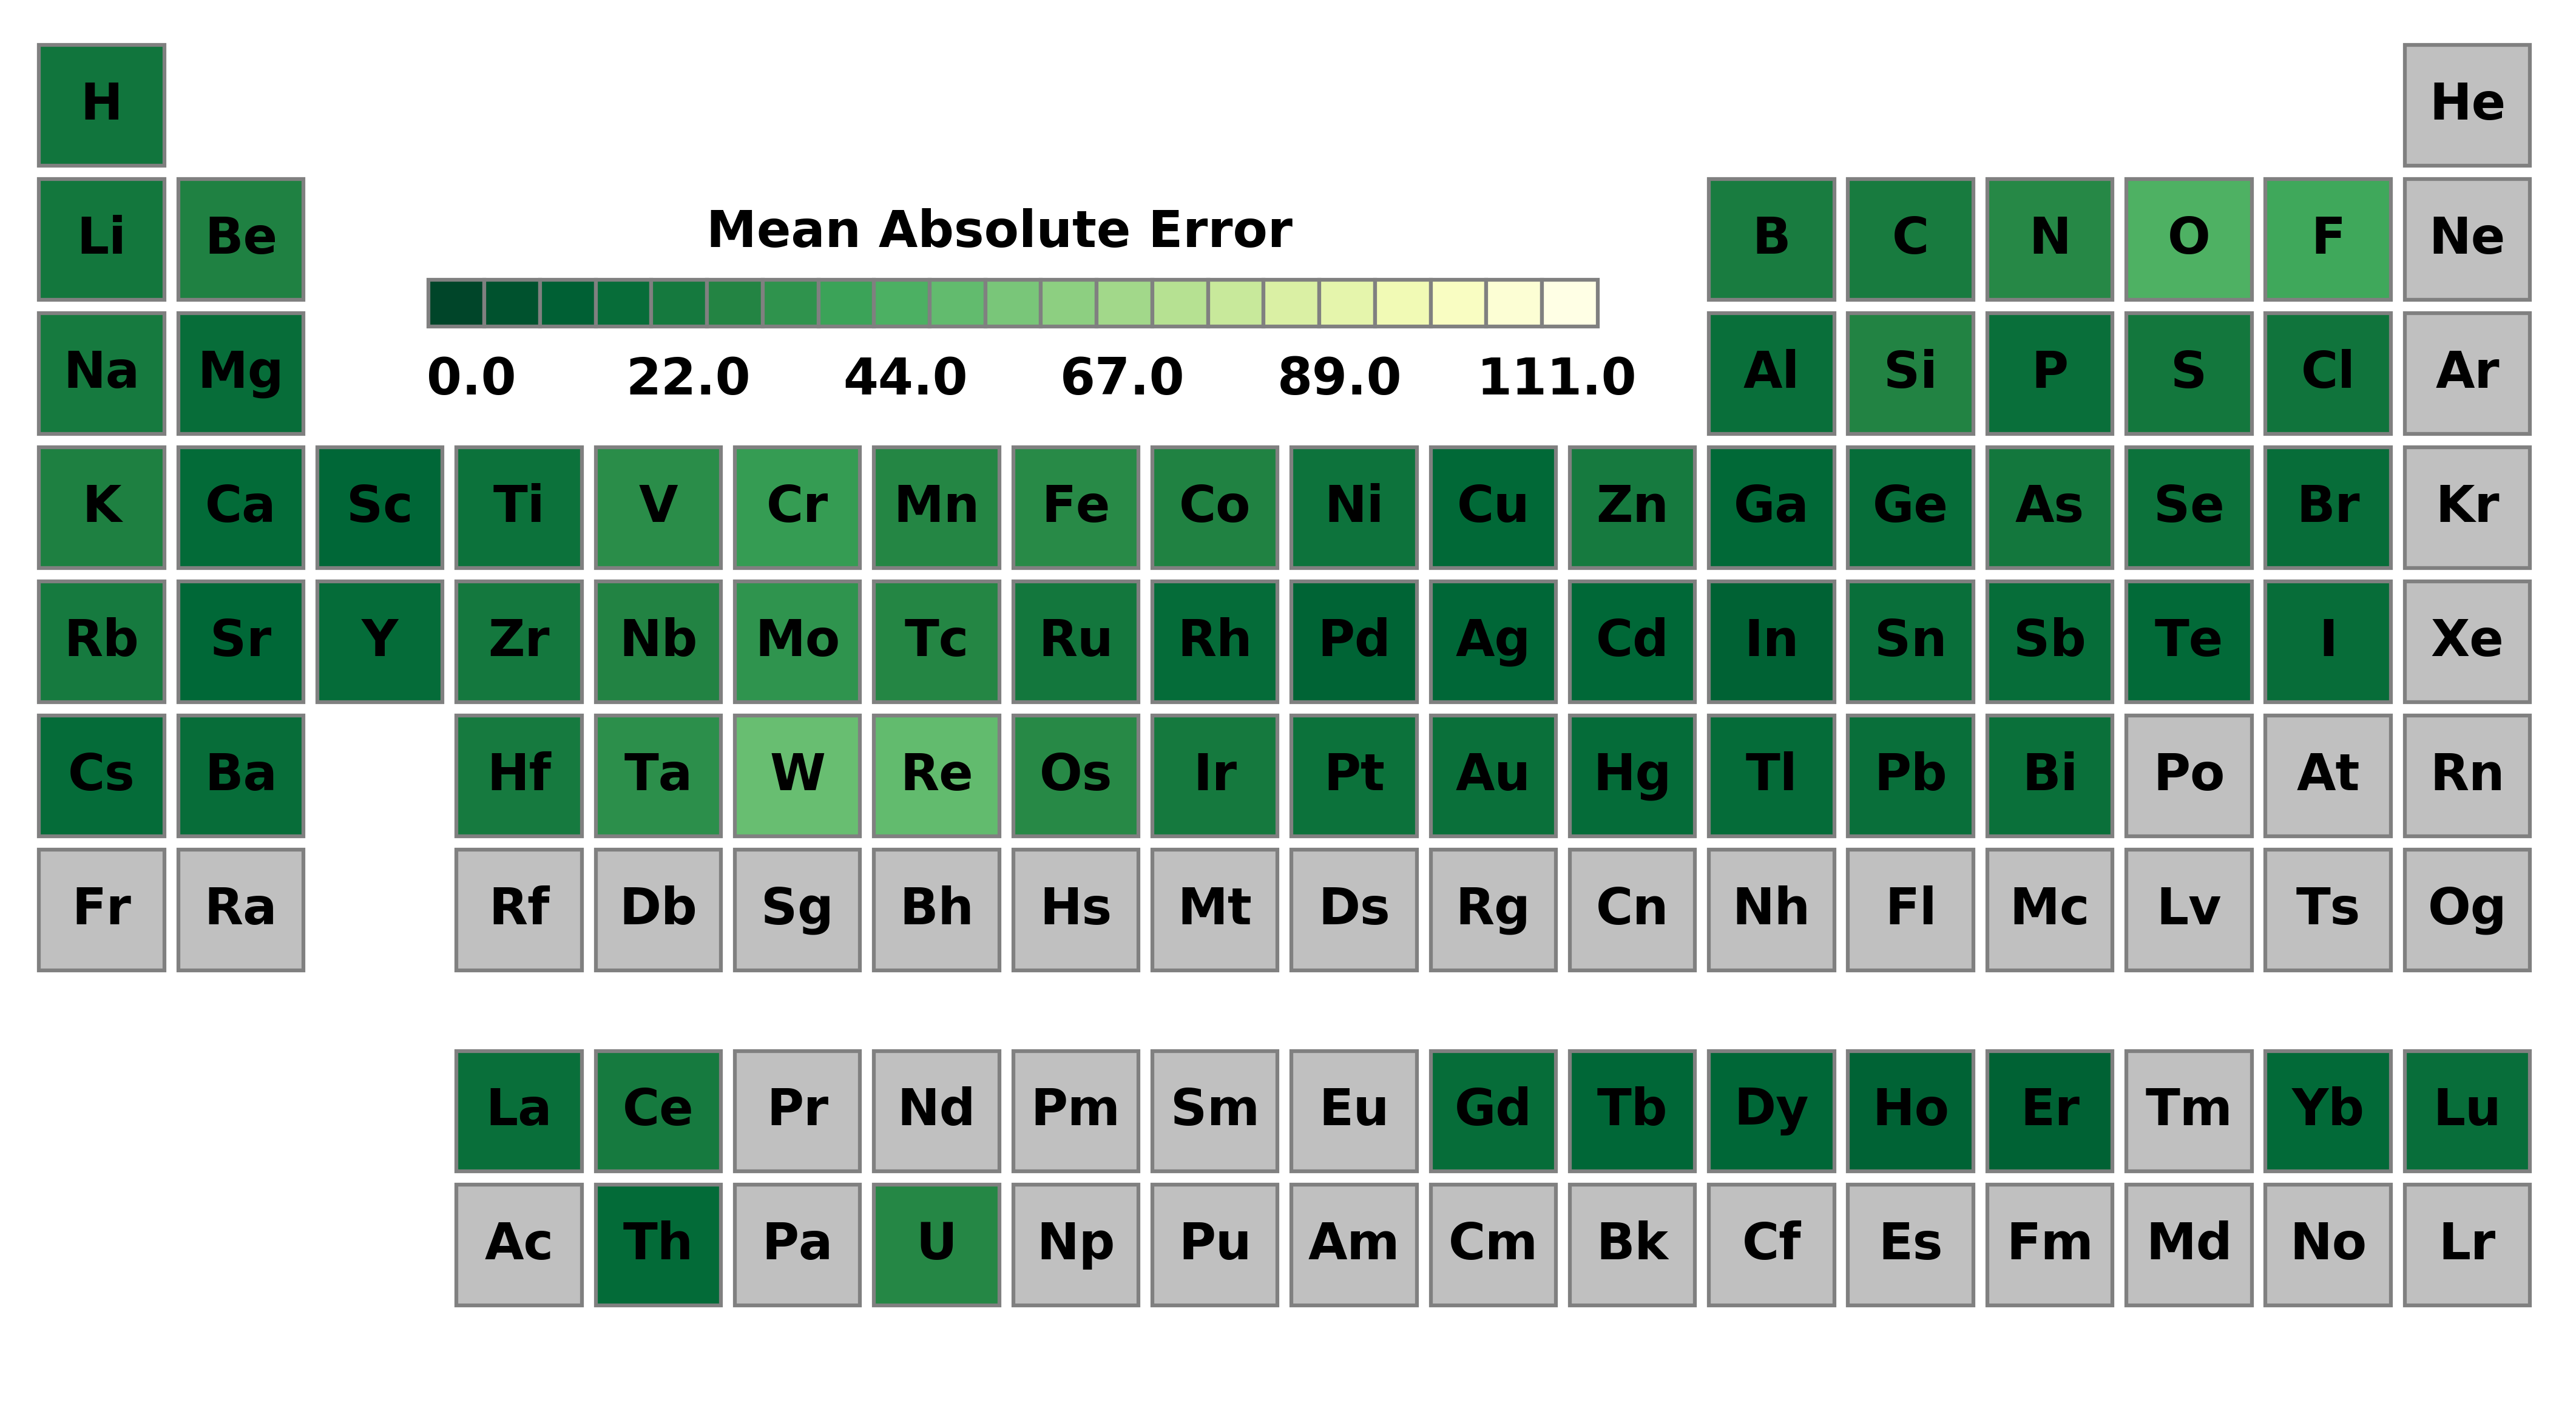 H He
Li Be B C N O F Ne
Mean Absolute Error
Na Mg Al Si P S Cl Ar
0.0 22.0 44.0 67.0 89.0 111.0
K Ca Sc Ti V Cr Mn Fe Co Ni Cu Zn Ga Ge As Se Br Kr
Rb Sr Y Zr Nb Mo Tc Ru Rh Pd Ag Cd In Sn Sb Te I Xe
Cs Ba Hf Ta W Re Os Ir Pt Au Hg Tl Pb Bi Po At Rn
Fr Ra Rf Db Sg Bh Hs Mt Ds Rg Cn Nh Fl Mc Lv Ts Og
La Ce Pr Nd Pm Sm Eu Gd Tb Dy Ho Er Tm Yb Lu
Ac Th Pa U Np Pu Am Cm Bk Cf Es Fm Md No Lr